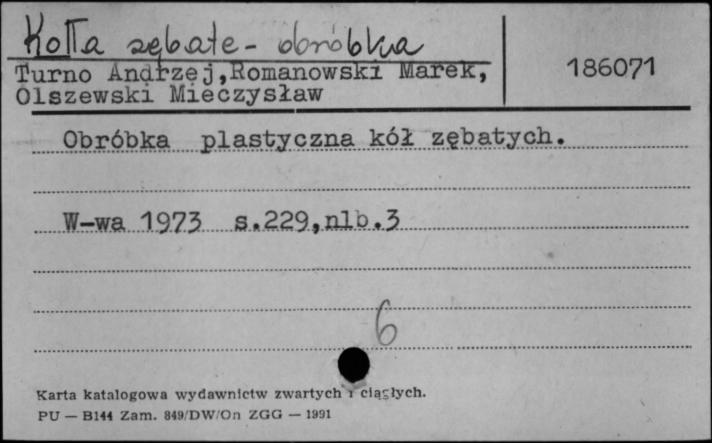 Koła zębate - obróbka
Turno Andrzej,Romanowski Marek,
Olszewski Mieczysław
186071
Obróbka plastyczna kół zębatych.
W-wa 1973 s.229,nlb.3
6
Karta katalogowa wydawnictw zwartych i ciągłych.
PU — B144 Zam. 849/DW/On ZGG — 1991